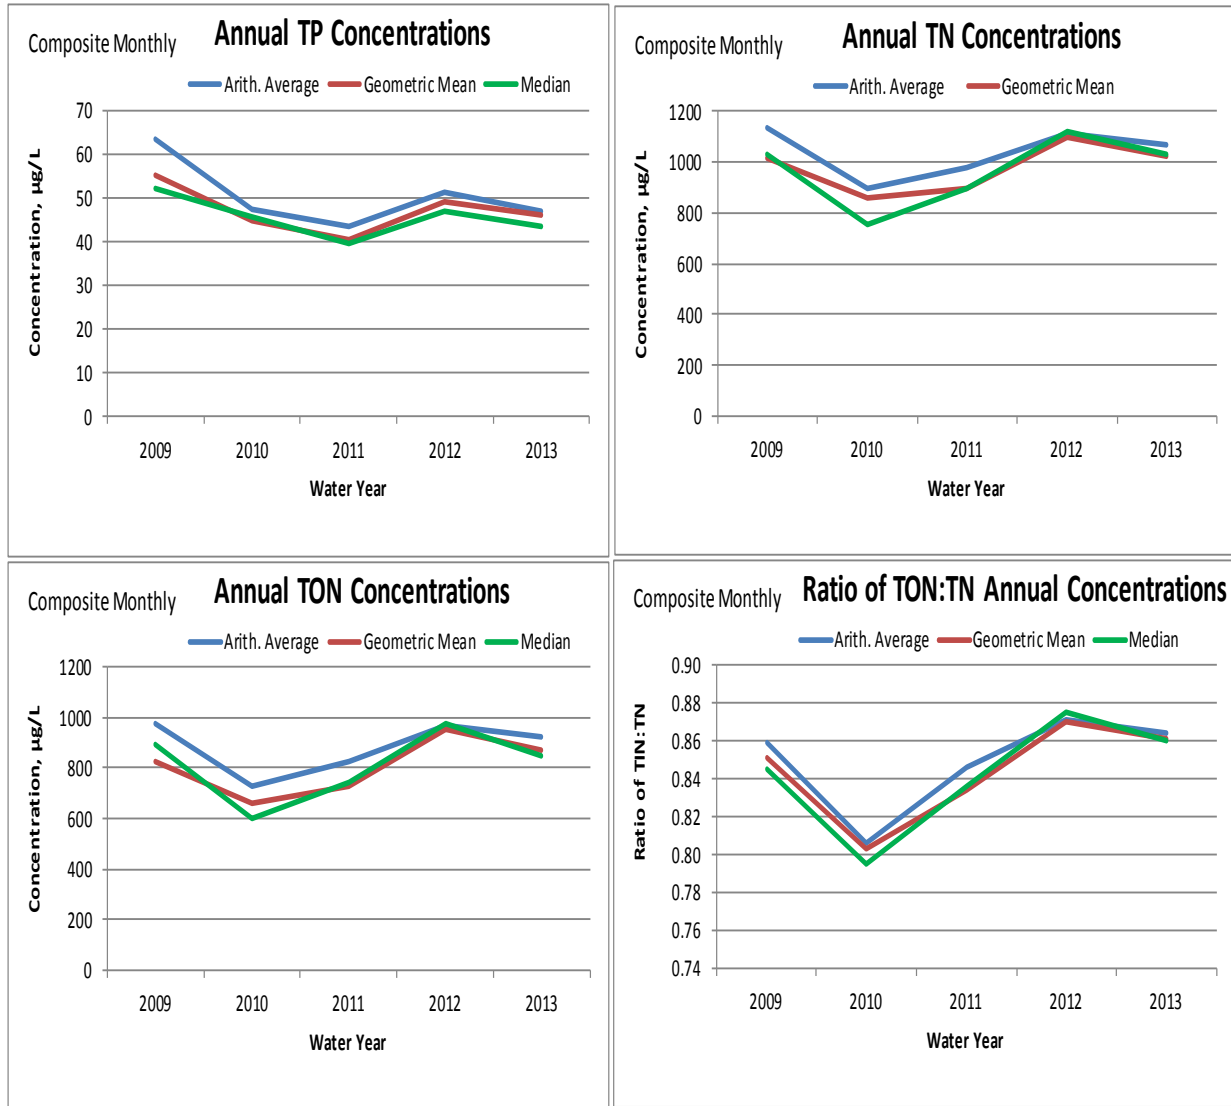 Composite Monthly
Annual TP Concentrations
Arith. Average Geometric Mean Median
70
60
50
40
30
20
10
0
Concentration, µg/L
2009 2010 2011 2012 2013
Water Year
Composite Monthly
Annual TN Concentrations
Arith. Average Geometric Mean
1200
1000
800
600
400
200
0
Concentration, µg/L
2009 2010 2011 2012 2013
Water Year
Composite Monthly
Annual TON Concentrations
Arith. Average Geometric Mean Median
1200
1000
800
600
400
200
0
Concentration, µg/L
2009 2010 2011 2012 2013
Water Year
Composite Monthly
Ratio of TON:TN Annual Concentrations
Arith. Average Geometric Mean Median
0.90
0.88
0.86
0.84
0.82
0.80
0.78
0.76
0.74
Ratio of TIN:TN
2009 2010 2011 2012 2013
Water Year